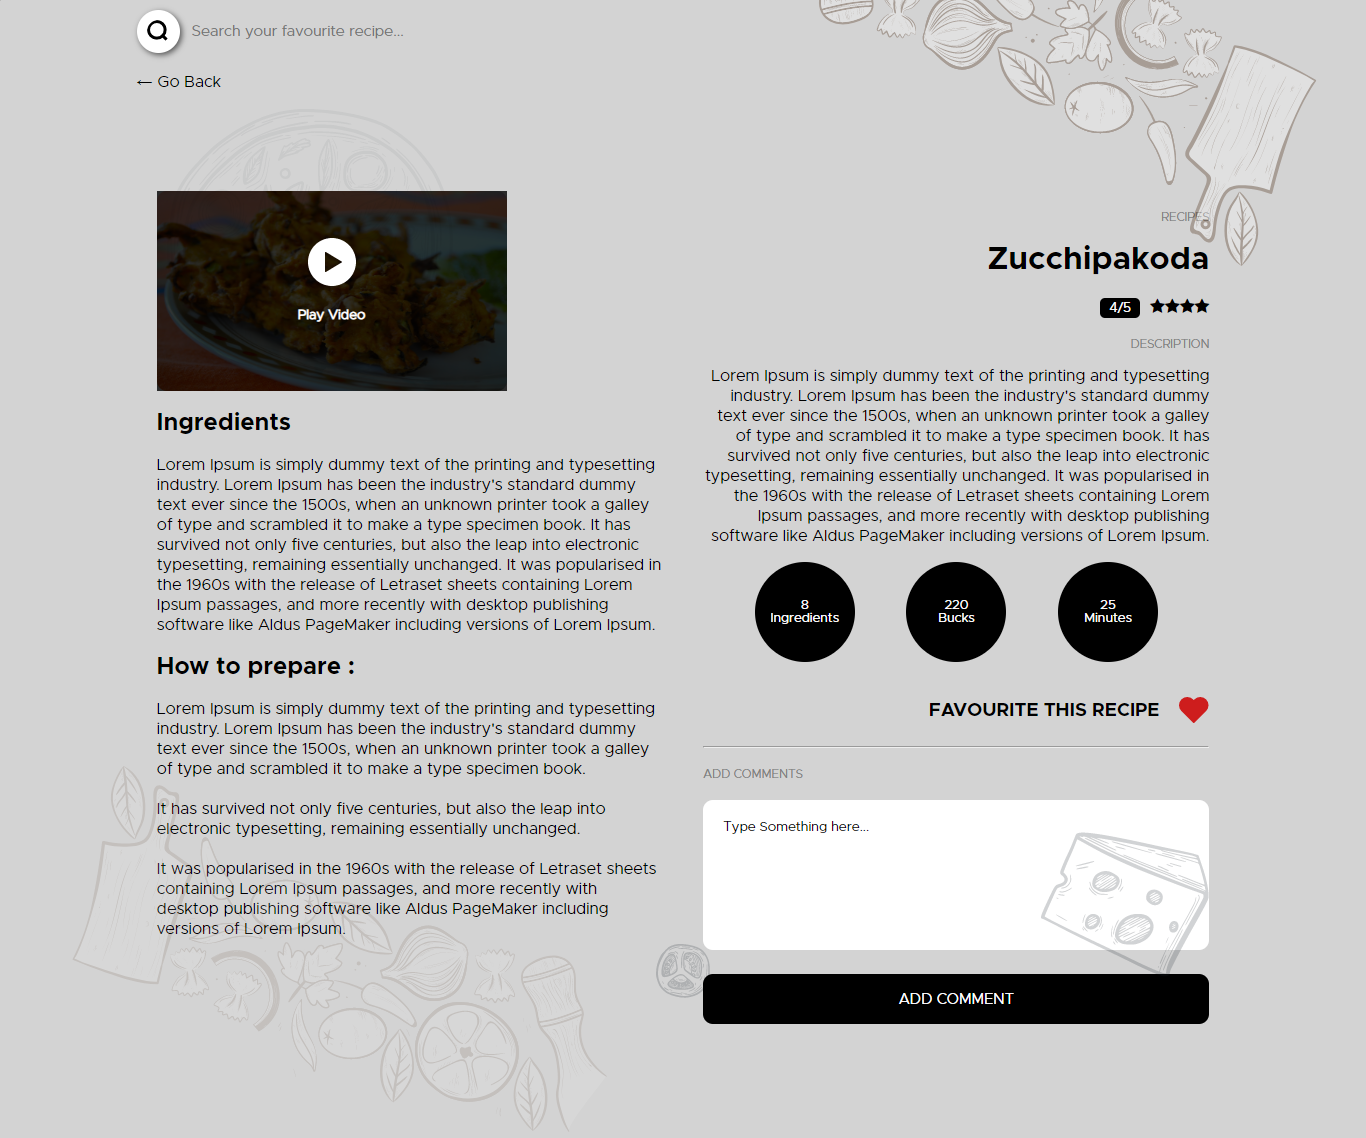 Search your favourite recipe...
← Go Back
Play Video
Ingredients
Lorem Ipsum is simply dummy text of the printing and typesetting
industry. Lorem Ipsum has been the industry's standard dummy
text ever since the 1500s, when an unknown printer took a galley
of type and scrambled it to make a type specimen book. It has
survived not only five centuries, but also the leap into electronic
typesetting, remaining essentially unchanged. It was popularised in
the 1960s with the release of Letraset sheets containing Lorem
Ipsum passages, and more recently with desktop publishing
software like Aldus PageMaker including versions of Lorem Ipsum.
How to prepare :
Lorem Ipsum is simply dummy text of the printing and typesetting
industry. Lorem Ipsum has been the industry's standard dummy
text ever since the 1500s, when an unknown printer took a galley
of type and scrambled it to make a type specimen book.
It has survived not only five centuries, but also the leap into
electronic typesetting, remaining essentially unchanged.
It was popularised in the 1960s with the release of Letraset sheets
containing Lorem Ipsum passages, and more recently with
desktop publishing software like Aldus PageMaker including
versions of Lorem Ipsum.
RECIPES
Zucchipakoda
4/5
DESCRIPTION
Lorem Ipsum is simply dummy text of the printing and typesetting
industry. Lorem Ipsum has been the industry's standard dummy
text ever since the 1500s, when an unknown printer took a galley
of type and scrambled it to make a type specimen book. It has
survived not only five centuries, but also the leap into electronic
typesetting, remaining essentially unchanged. It was popularised in
the 1960s with the release of Letraset sheets containing Lorem
Ipsum passages, and more recently with desktop publishing
software like Aldus PageMaker including versions of Lorem Ipsum.
8
Ingredients
220
Bucks
25
Minutes
FAVOURITE THIS RECIPE
ADD COMMENTS
Type Something here...
ADD COMMENT